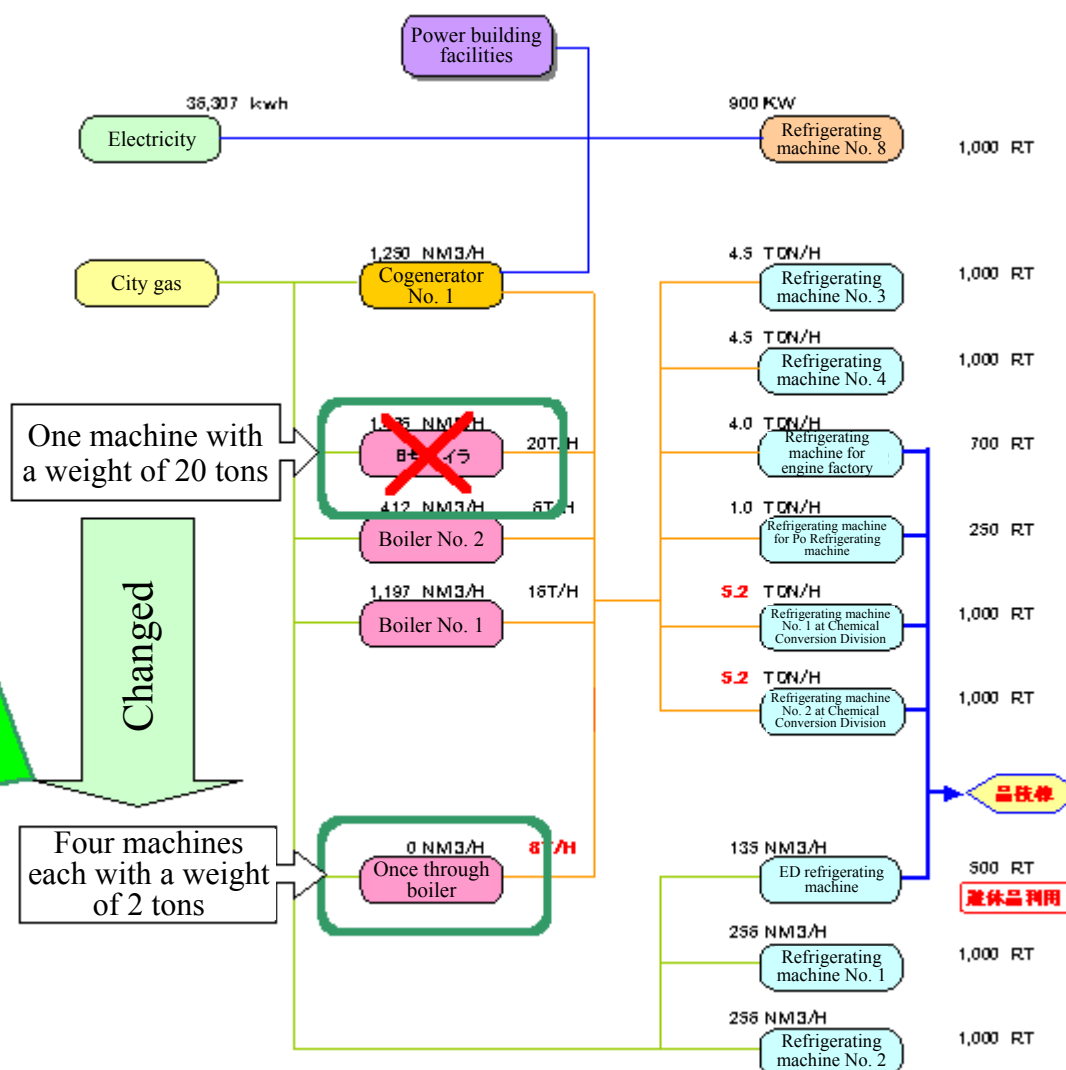 Power building
facilities
36,307 kwh
900 KW
Electricity
Refrigerating
machine No. 8
1,000 RT
1,250 NM3/H
4.5 TON/H
City gas
Cogenerator
No. 1
Refrigerating
machine No. 3
1,000 RT
4.5 TON/H
Refrigerating
machine No. 4
1,000 RT
One machine with
a weight of 20 tons
20T/H
4.0 TON/H
Refrigerating
machine for
engine factory
700 RT
412 NM3/H
Boiler No. 2
1.0 TON/H
Refrigerating machine
for Po Refrigerating
machine
250 RT
Changed
1,197 NM3/H
Boiler No. 1
5.2 TON/H
Refrigerating machine
No. 1 at Chemical
Conversion Division
1,000 RT
5.2 TON/H
Refrigerating machine
No. 2 at Chemical
Conversion Division
1,000 RT
品技棟
Four machines
each with a weight
of 2 tons
0 NM3/H
8T/H
Once through
boiler
135 NM3/H
ED refrigerating
machine
500 RT
遊休品利用
256 NM3/H
Refrigerating
machine No. 1
1,000 RT
256 NM3/H
Refrigerating
machine No. 2
1,000 RT